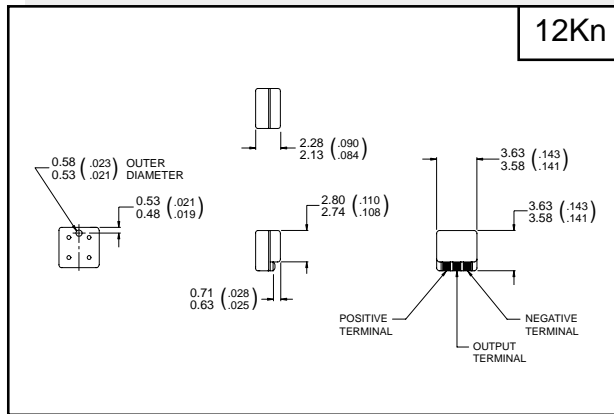 12Kn
2.28 (.090
2.13 .084)
0.58 (.023
0.53 .021) OUTER
DIAMETER
0.53 (.021
0.48 .019)
3.63 (.143
3.58 .141)
2.80 (.110
2.74 .108)
3.63 (.143
3.58 .141)
0.71 (.028
0.63 .025)
POSITIVE
TERMINAL
NEGATIVE
TERMINAL
OUTPUT
TERMINAL